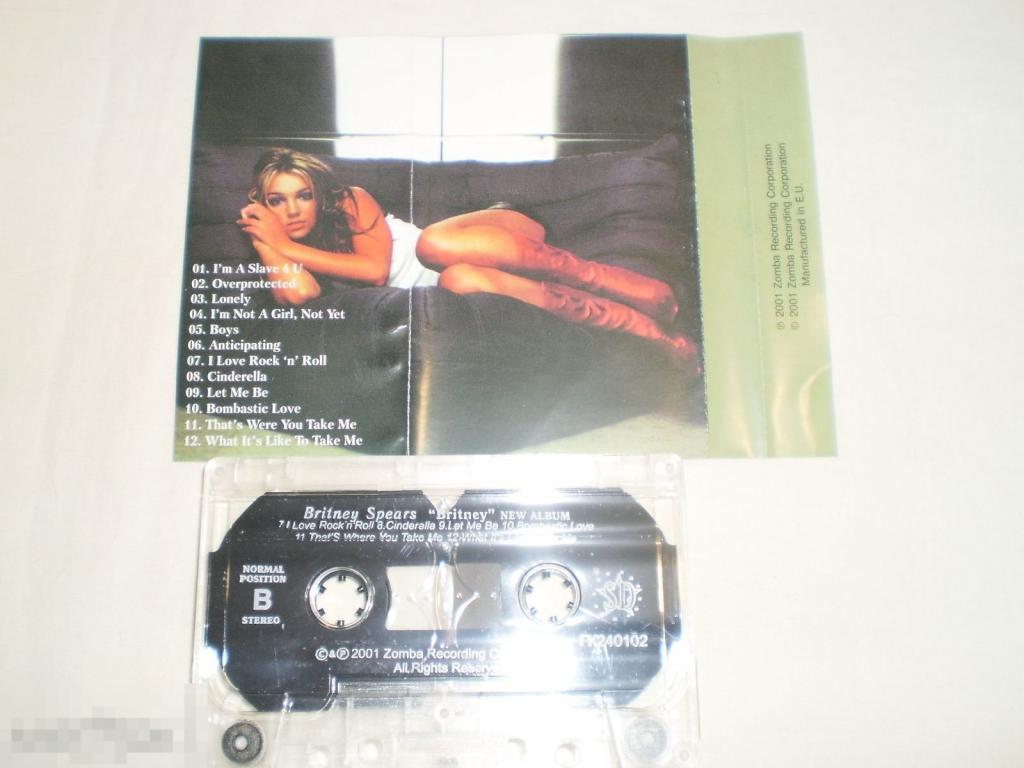 01. I'm A Slave 4 U
02. Overprotected
03. Lonely
04. I'm Not A Girl, Not Yet
05. Boys
06. Anticipating
07. I Love Rock 'n' Roll
08. Cinderella
09. Let Me Be
10. Bombastic Love
11. That's Were You Take Me
12. What It's Like To Take Me
℗ 2001 Zomba Recording Corporation
© 2001 Zomba Recording Corporation
Manufactured in E.U.
Britney Spears "Britney" NEW ALBUM
7 I Love Rock'n'Roll 8.Cinderella 9.Let Me Be 10.Bombastic Love
11 That'S Where You Take Me 12.What It's
NORMAL
POSITION
B
STEREO
SD
FK240102
©&℗ 2001 Zomba Recording
All Rights